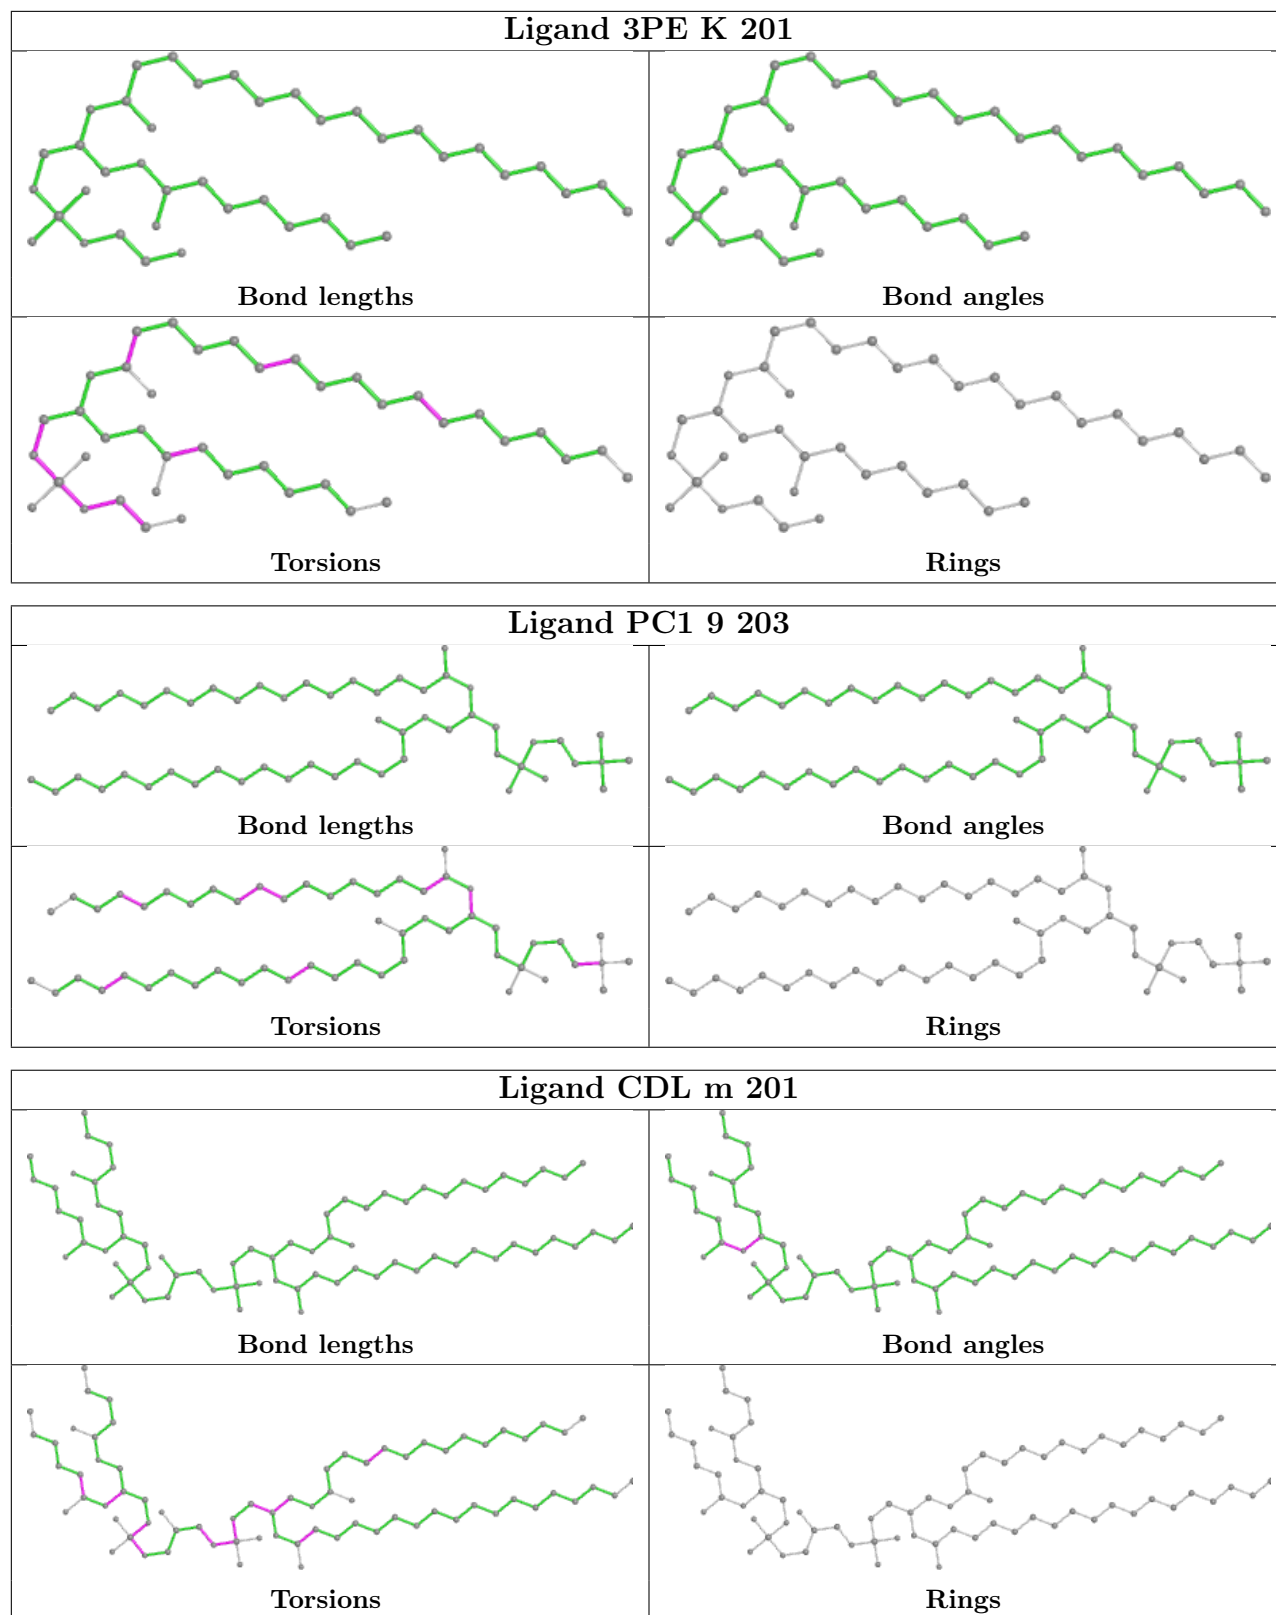 Ligand 3PE K 201
Bond lengths
Bond angles
Torsions
Rings
Ligand PC1 9 203
Bond lengths
Bond angles
Torsions
Rings
Ligand CDL m 201
Bond lengths
Bond angles
Torsions
Rings